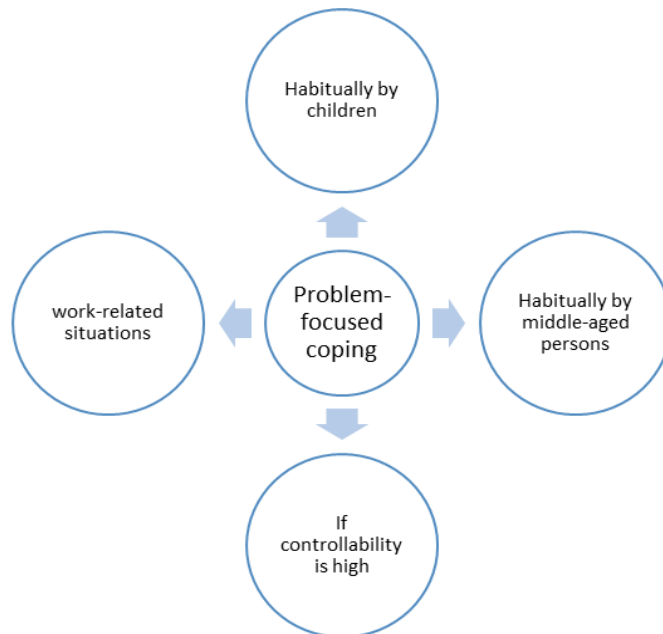 Habitually by
children
work-related
situations
Problem-
focused
coping
Habitually by
middle-aged
persons
If
controllability
is high